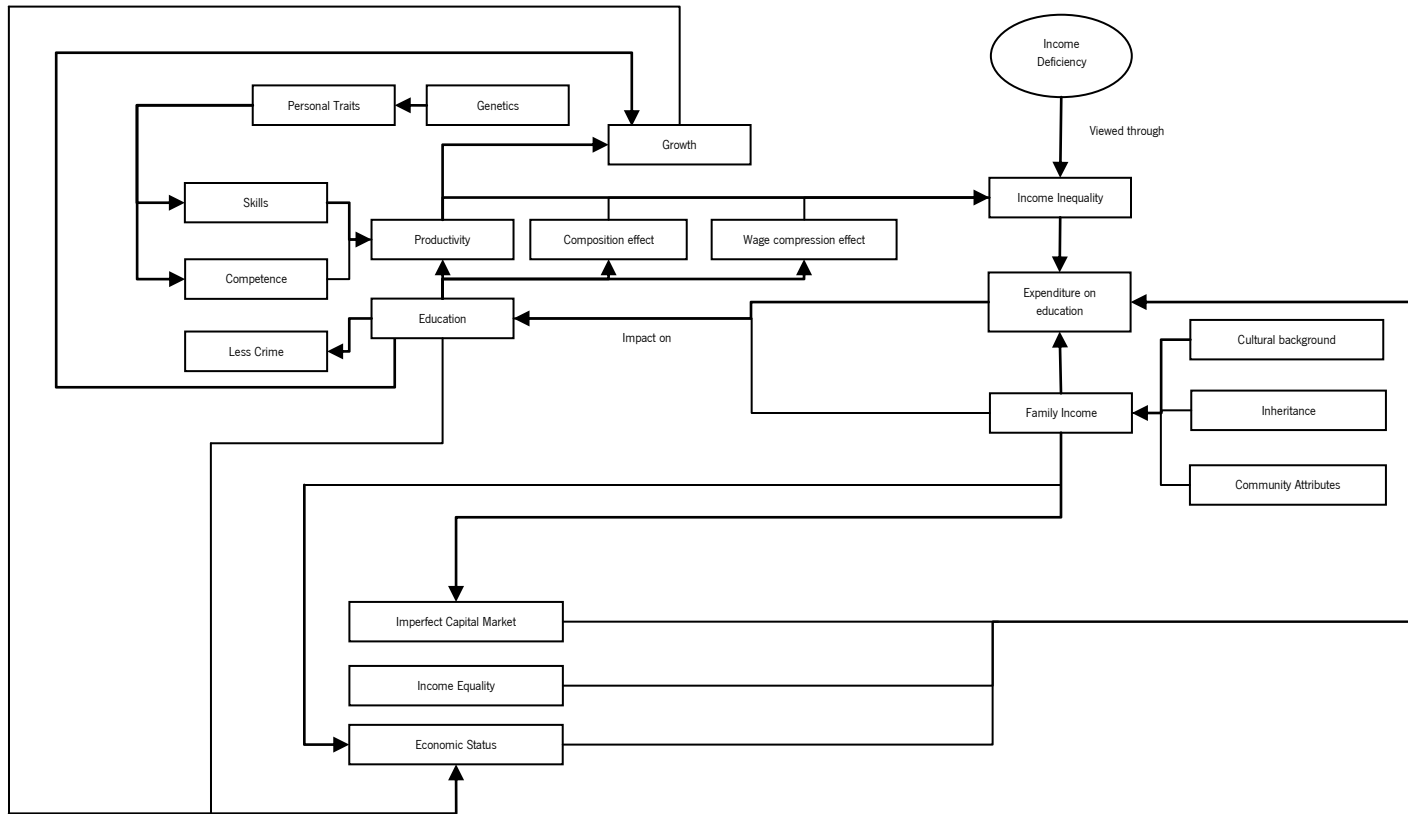 Income
Deficiency
Personal Traits
Genetics
Viewed through
Growth
Skills
Income Inequality
Productivity
Composition effect
Wage compression effect
Competence
Expenditure on
education
Education
Impact on
Less Crime
Cultural background
Family Income
Inheritance
Community Attributes
Imperfect Capital Market
Income Equality
Economic Status